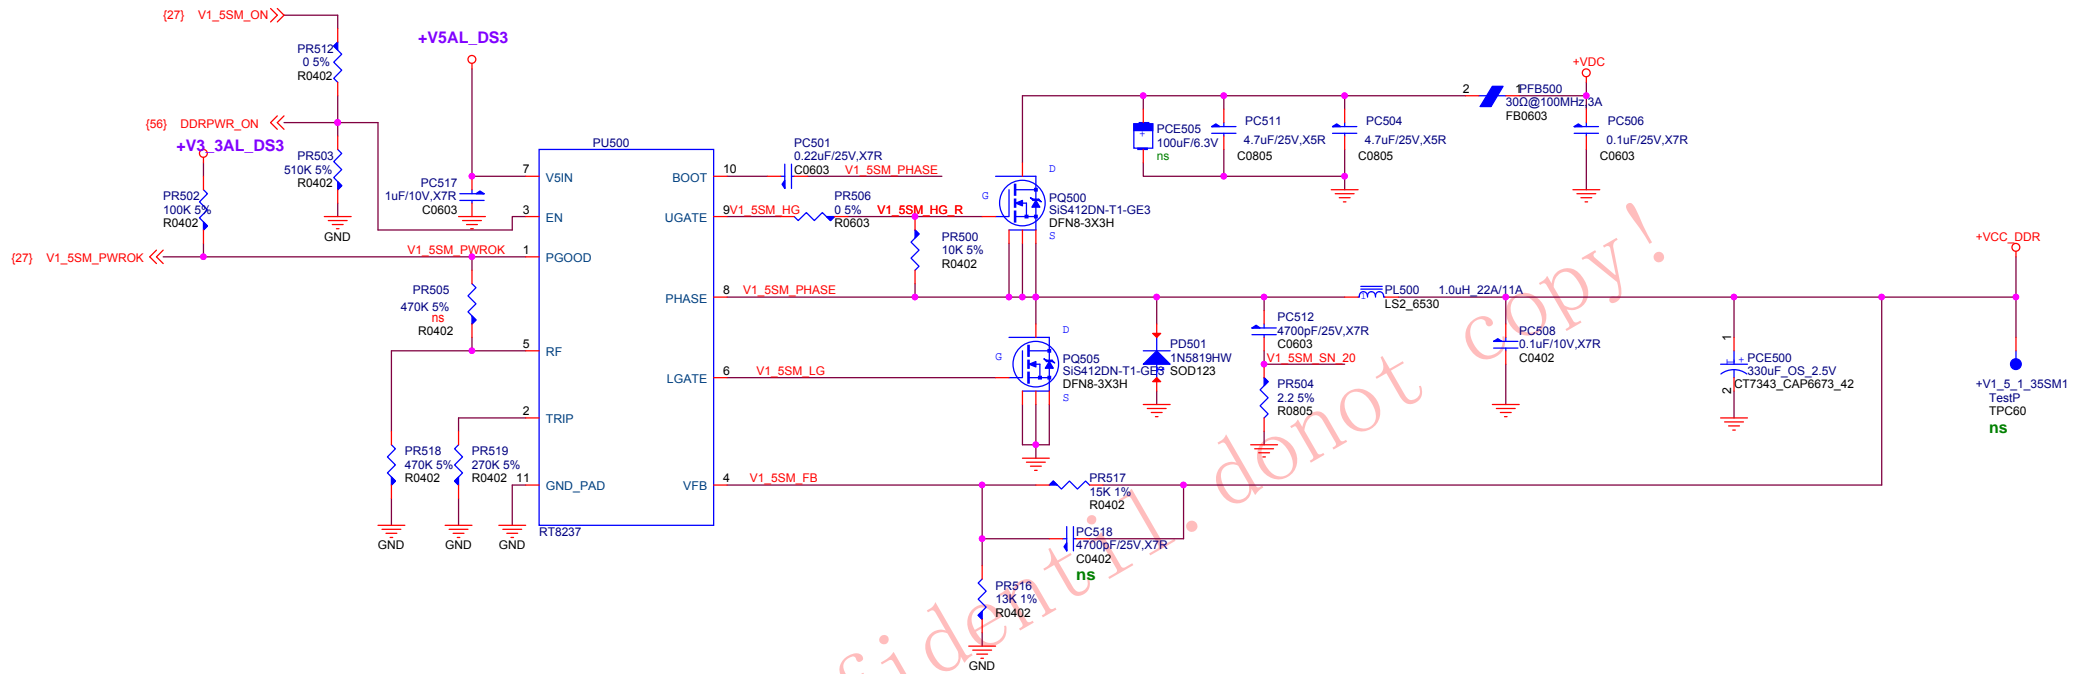 {27} V1_5SM_ON
PR512
0 5%
R0402
+V5AL_DS3
{56} DDRPWR_ON
+V3_3AL_DS3
PR503
510K 5%
R0402
GND
PR502
100K 5%
R0402
PC517
1uF/10V,X7R
C0603
{27} V1_5SM_PWROK
V1_5SM_PWROK
PR505
470K 5%
ns
R0402
PR518
470K 5%
R0402
PR519
270K 5%
R0402
GND
GND
GND
PU500
7 V5IN
3 EN
1 PGOOD
5 RF
2 TRIP
11 GND_PAD
BOOT 10
UGATE 9
PHASE 8
LGATE 6
VFB 4
RT8237
PC501
0.22uF/25V,X7R
C0603
V1_5SM_PHASE
V1_5SM_HG
PR506
0 5%
R0603
V1_5SM_HG_R
PR500
10K 5%
R0402
V1_5SM_PHASE
V1_5SM_LG
V1_5SM_FB
D
G
S
PQ500
SiS412DN-T1-GE3
DFN8-3X3H
D
G
S
PQ505
SiS412DN-T1-GE3
DFN8-3X3H
PCE505
100uF/6.3V
ns
PC511
4.7uF/25V,X5R
C0805
PC504
4.7uF/25V,X5R
C0805
2
1
PFB500
30Ω@100MHz,3A
FB0603
+VDC
PC506
0.1uF/25V,X7R
C0603
PD501
1N5819HW
SOD123
PC512
4700pF/25V,X7R
C0603
V1_5SM_SN_20
PR504
2.2 5%
R0805
1
PL500 1.0uH_22A/11A
LS2_6530
PC508
0.1uF/10V,X7R
C0402
1
2
PCE500
330uF_OS_2.5V
CT7343_CAP6673_42
+VCC_DDR
+V1_5_1_35SM1
TestP
TPC60
ns
PR517
15K 1%
R0402
PC518
4700pF/25V,X7R
C0402
ns
PR516
13K 1%
R0402
GND
fidentil.donot copy!